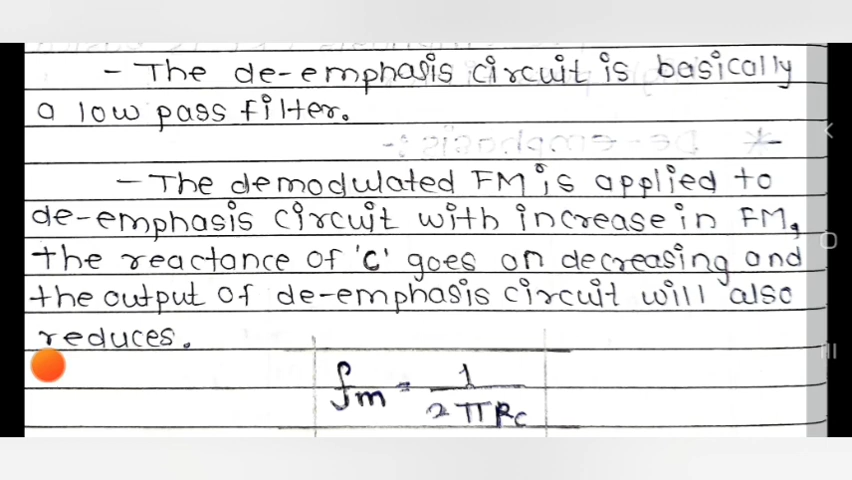 - The de-emphasis circuit is basically
a low pass filter.
- The demodulated FM is applied to
de-emphasis circuit with increase in FM,
the reactance of 'C' goes on decreasing and
the output of de-emphasis circuit will also
reduces.
fm = 1 / 2πRc